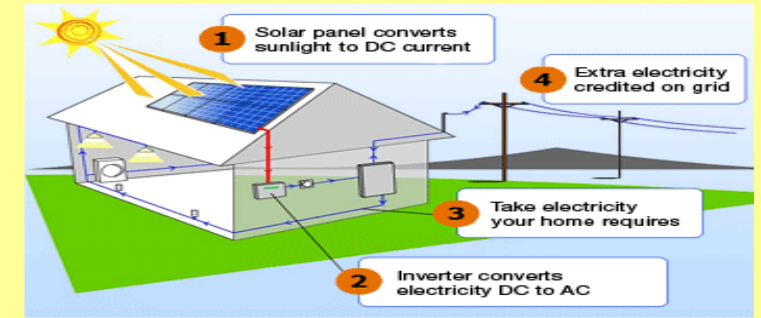 1
Solar panel converts
sunlight to DC current
4
Extra electricity
credited on grid
3
Take electricity
your home requires
2
Inverter converts
electricity DC to AC